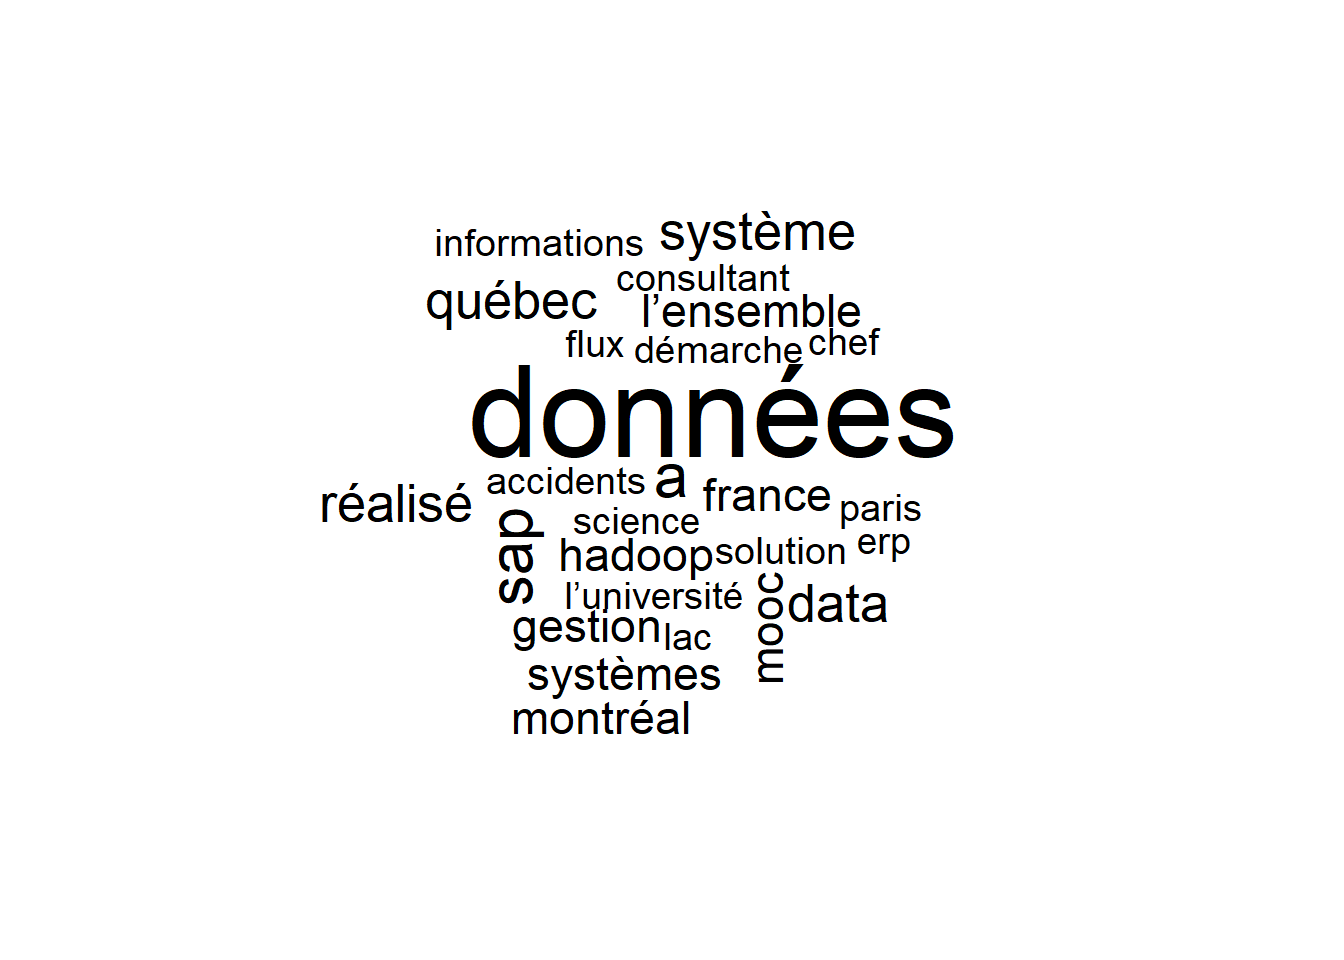 informations système
consultant
québec l’ensemble
flux démarche chef
données
accidents a france paris
réalisé science
sap hadoop solution erp
l’université mooc data
gestion lac
systèmes
montréal